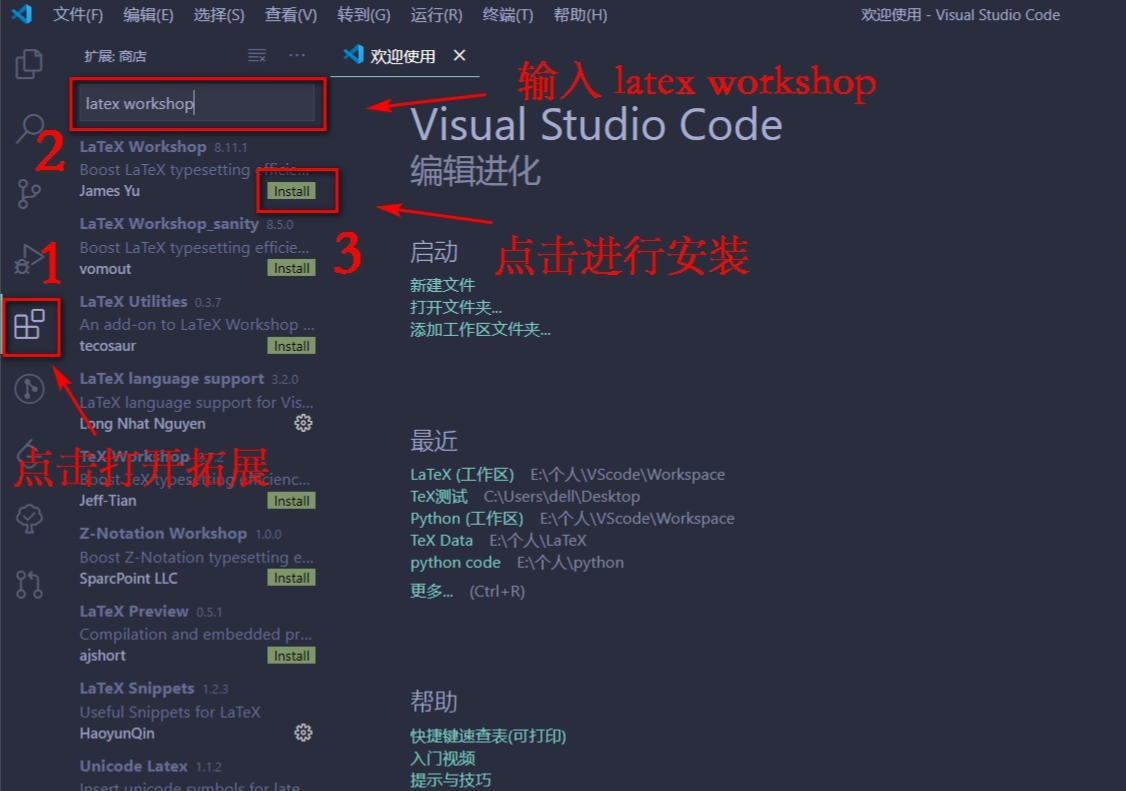 文件(F) 编辑(E) 选择(S) 查看(V) 转到(G) 运行(R) 终端(T) 帮助(H) 欢迎使用 - Visual Studio Code
扩展: 商店
欢迎使用
latex workshop
输入 latex workshop
2
LaTeX Workshop 8.11.1
Boost LaTeX typesetting efficie...
James Yu Install
LaTeX Workshop_sanity 8.5.0
Boost LaTeX typesetting efficie...
vomout Install
3
点击进行安装
1
LaTeX Utilities 0.3.7
An add-on to LaTeX Workshop ...
tecosaur Install
LaTeX language support 3.2.0
LaTeX language support for Vis...
Long Nhat Nguyen
点击打开拓展
TeX Workshop
Boost TeX typesetting efficienc...
Jeff-Tian Install
Z-Notation Workshop 1.0.0
Boost Z-Notation typesetting e...
SparcPoint LLC Install
LaTeX Preview 0.5.1
Compilation and embedded pr...
ajshort Install
LaTeX Snippets 1.2.3
Useful Snippets for LaTeX
HaoyunQin
Unicode Latex 1.1.2
Insert unicode symbols for late...
Visual Studio Code
编辑进化
启动
新建文件
打开文件夹...
添加工作区文件夹...
最近
LaTeX (工作区) E:\个人\VScode\Workspace
TeX测试 C:\Users\dell\Desktop
Python (工作区) E:\个人\VScode\Workspace
TeX Data E:\个人\LaTeX
python code E:\个人\python
更多... (Ctrl+R)
帮助
快捷键速查表(可打印)
入门视频
提示与技巧